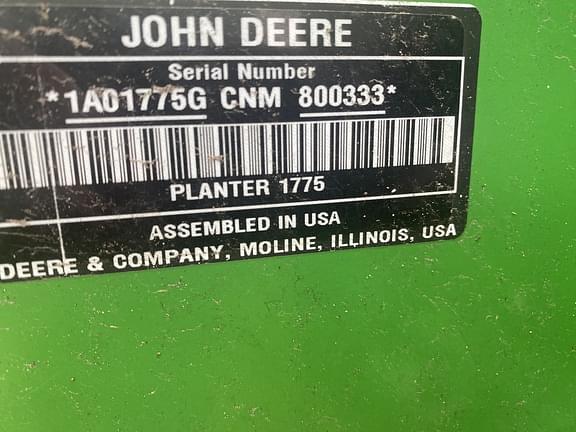 JOHN DEERE
Serial Number
*1A01775G CNM 800333*
PLANTER 1775
ASSEMBLED IN USA
DEERE & COMPANY, MOLINE, ILLINOIS, USA